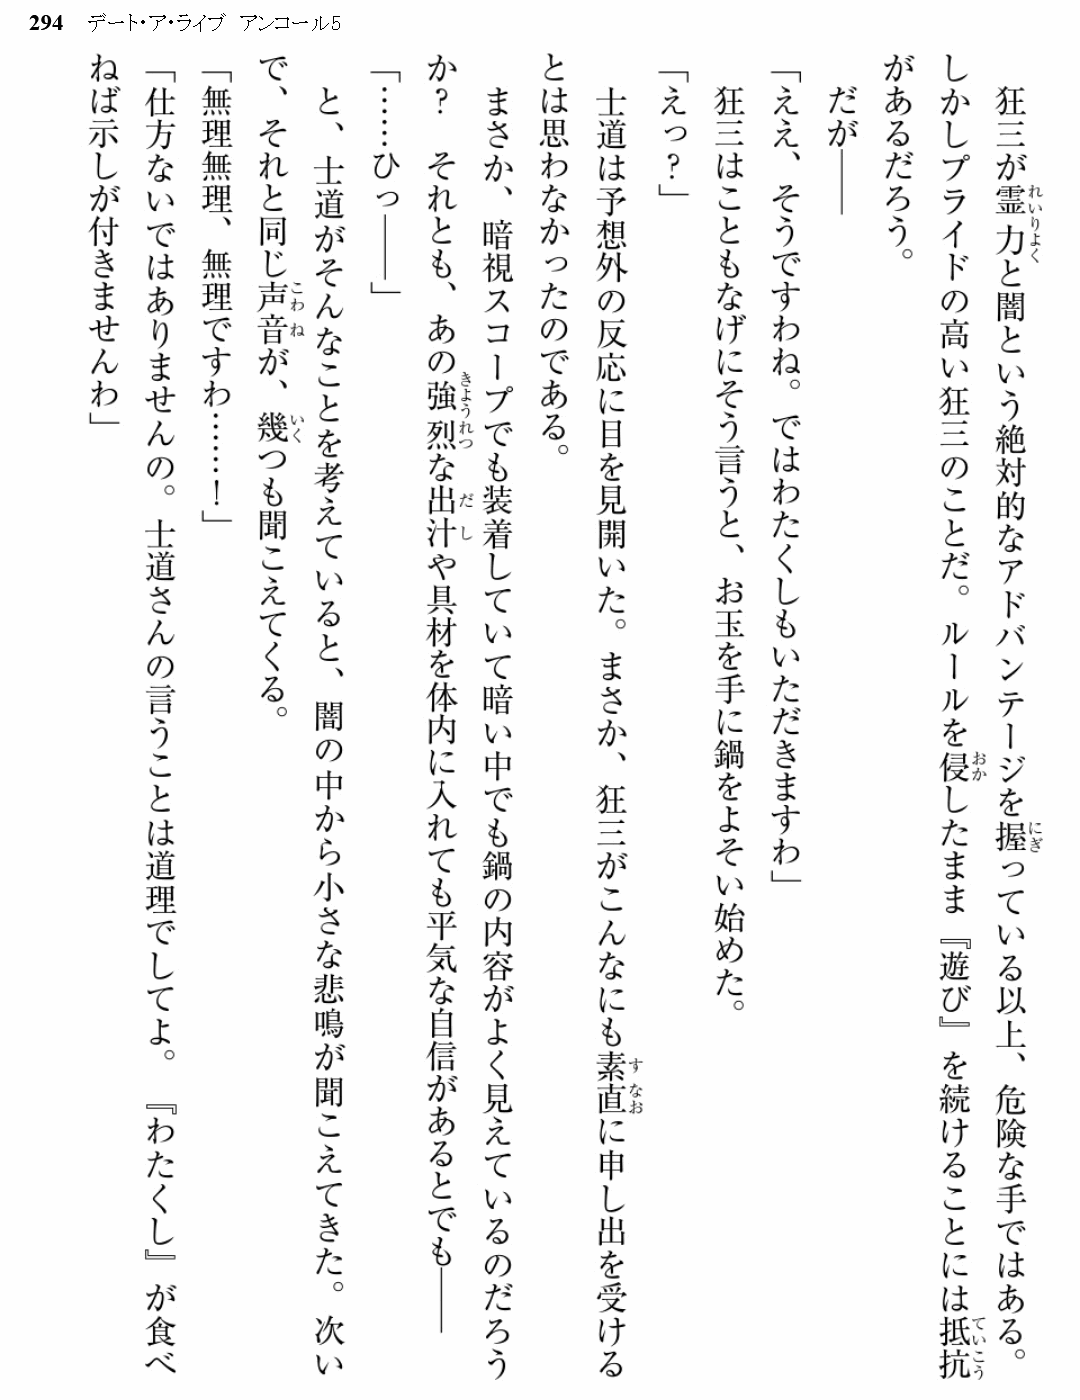 294 デート・ア・ライブ アンコール5
狂三が霊力と闇という絶対的なアドバンテージを握っている以上、危険な手ではある。
しかしプライドの高い狂三のことだ。ルールを侵したまま『遊び』を続けることには抵抗
があるだろう。
だが――
「ええ、そうですわね。ではわたくしもいただきますわ」
狂三はこともなげにそう言うと、お玉を手に鍋をよそい始めた。
「えっ？」
士道は予想外の反応に目を見開いた。まさか、狂三がこんなにも素直に申し出を受ける
とは思わなかったのである。
まさか、暗視スコープでも装着していて暗い中でも鍋の内容がよく見えているのだろう
か？　それとも、あの強烈な出汁や具材を体内に入れても平気な自信があるとでも――
「……ひっ――」
と、士道がそんなことを考えていると、闇の中から小さな悲鳴が聞こえてきた。次い
で、それと同じ声音が、幾つも聞こえてくる。
「無理無理、無理ですわ……！」
「仕方ないではありませんの。士道さんの言うことは道理でしてよ。『わたくし』が食べ
ねば示しが付きませんわ」